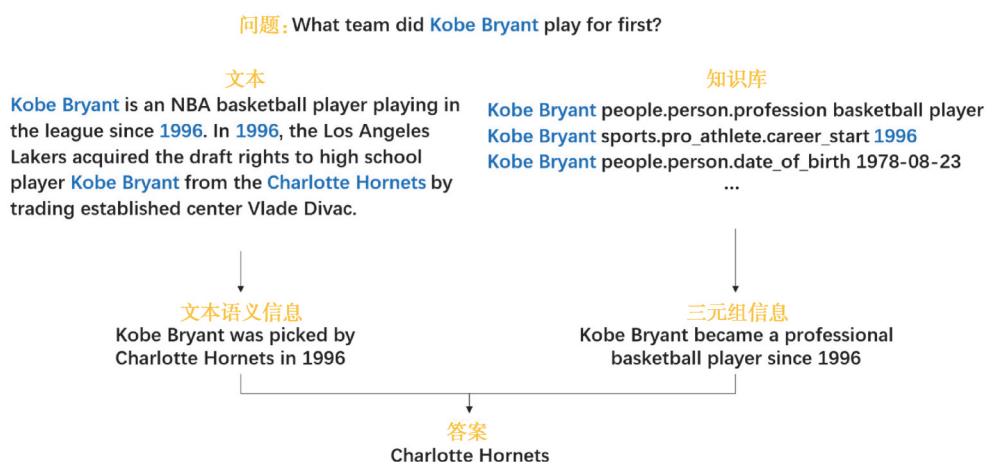 问题: What team did Kobe Bryant play for first?
文本
Kobe Bryant is an NBA basketball player playing in
the league since 1996. In 1996, the Los Angeles
Lakers acquired the draft rights to high school
player Kobe Bryant from the Charlotte Hornets by
trading established center Vlade Divac.
知识库
Kobe Bryant people.person.profession basketball player
Kobe Bryant sports.pro_athlete.career_start 1996
Kobe Bryant people.person.date_of_birth 1978-08-23
...
文本语义信息
Kobe Bryant was picked by
Charlotte Hornets in 1996
三元组信息
Kobe Bryant became a professional
basketball player since 1996
答案
Charlotte Hornets